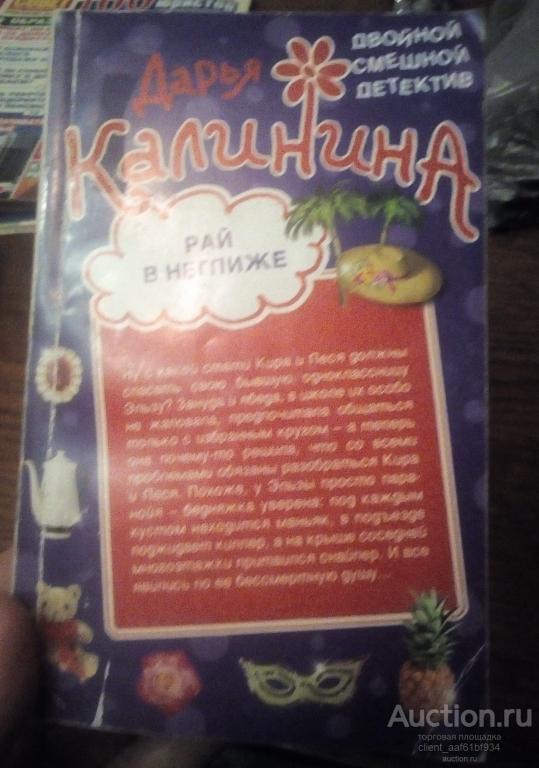 Дарья
Калинина
ДВОЙНОЙ
СМЕШНОЙ
ДЕТЕКТИВ
РАЙ
В НЕГЛИЖЕ
Ну с какой стати Кира и Леся должны
спасать свою бывшую одноклассницу
Эльзу? Зануда и ябеда, в школе их особо
не жаловала, предпочитала общаться
только с избранным кругом – а теперь
она почему-то решила, что со всеми
проблемами обязаны разобраться Кира
и Леся. Похоже, у Эльзы просто пара-
нойя – бедняжка уверена: под каждым
кустом находится маньяк, в подъезде
поджидает киллер, а на крыше соседней
многоэтажки притаился снайпер. И все
явились по ее бессмертную душу...
Auction.ru
торговая площадка
client_aaf61bf934
auction.ru